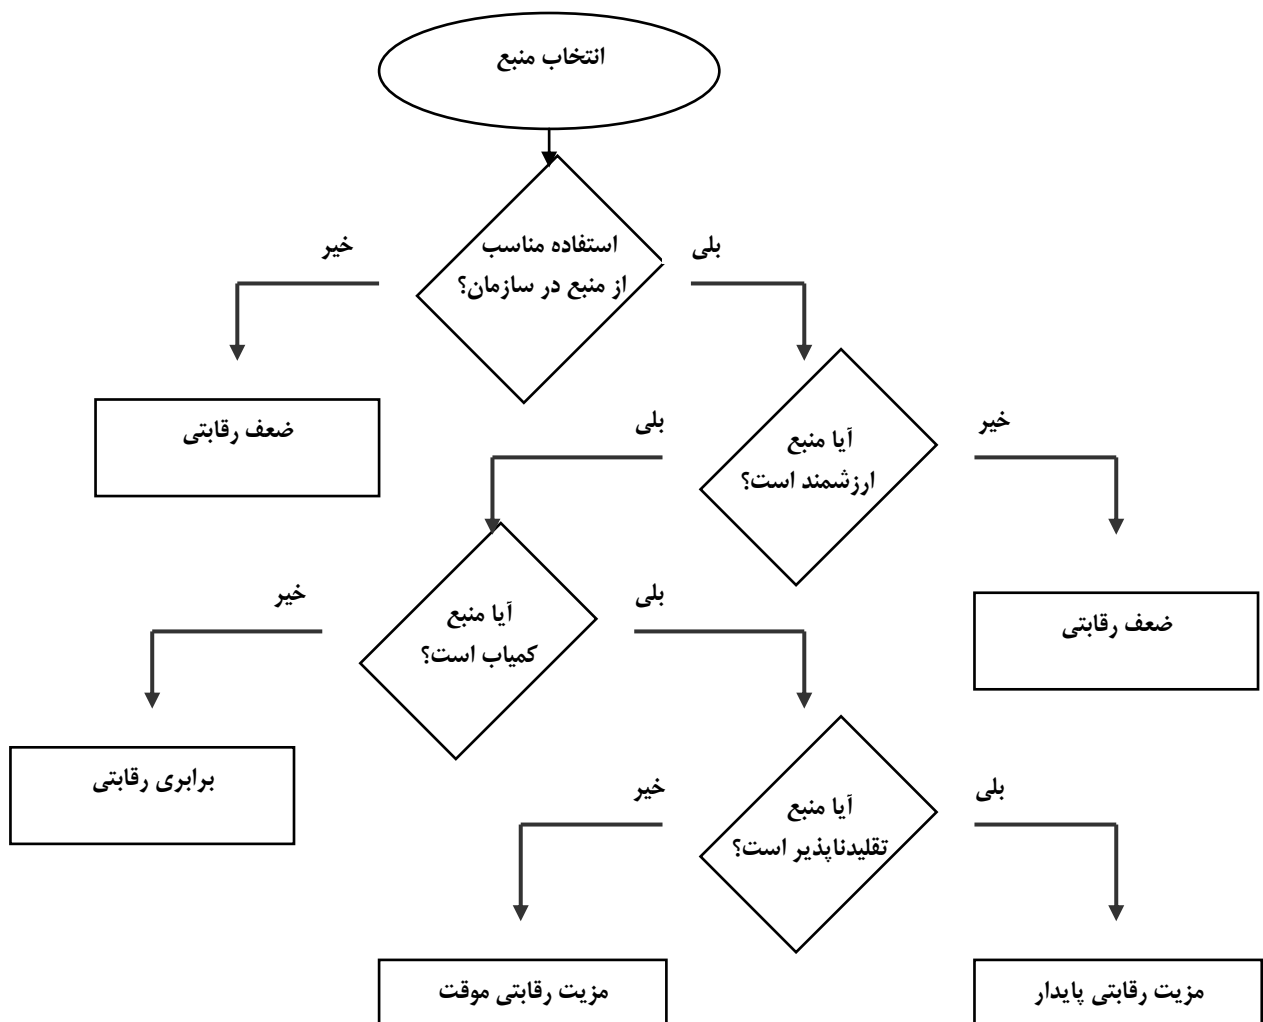 انتخاب منبع
استفاده مناسب
از منبع در سازمان؟
بلی
خیر
ضعف رقابتی
آیا منبع
ارزشمند است؟
خیر
بلی
ضعف رقابتی
آیا منبع
کمیاب است؟
بلی
خیر
برابری رقابتی
آیا منبع
تقلیدناپذیر است؟
بلی
خیر
مزیت رقابتی پایدار
مزیت رقابتی موقت